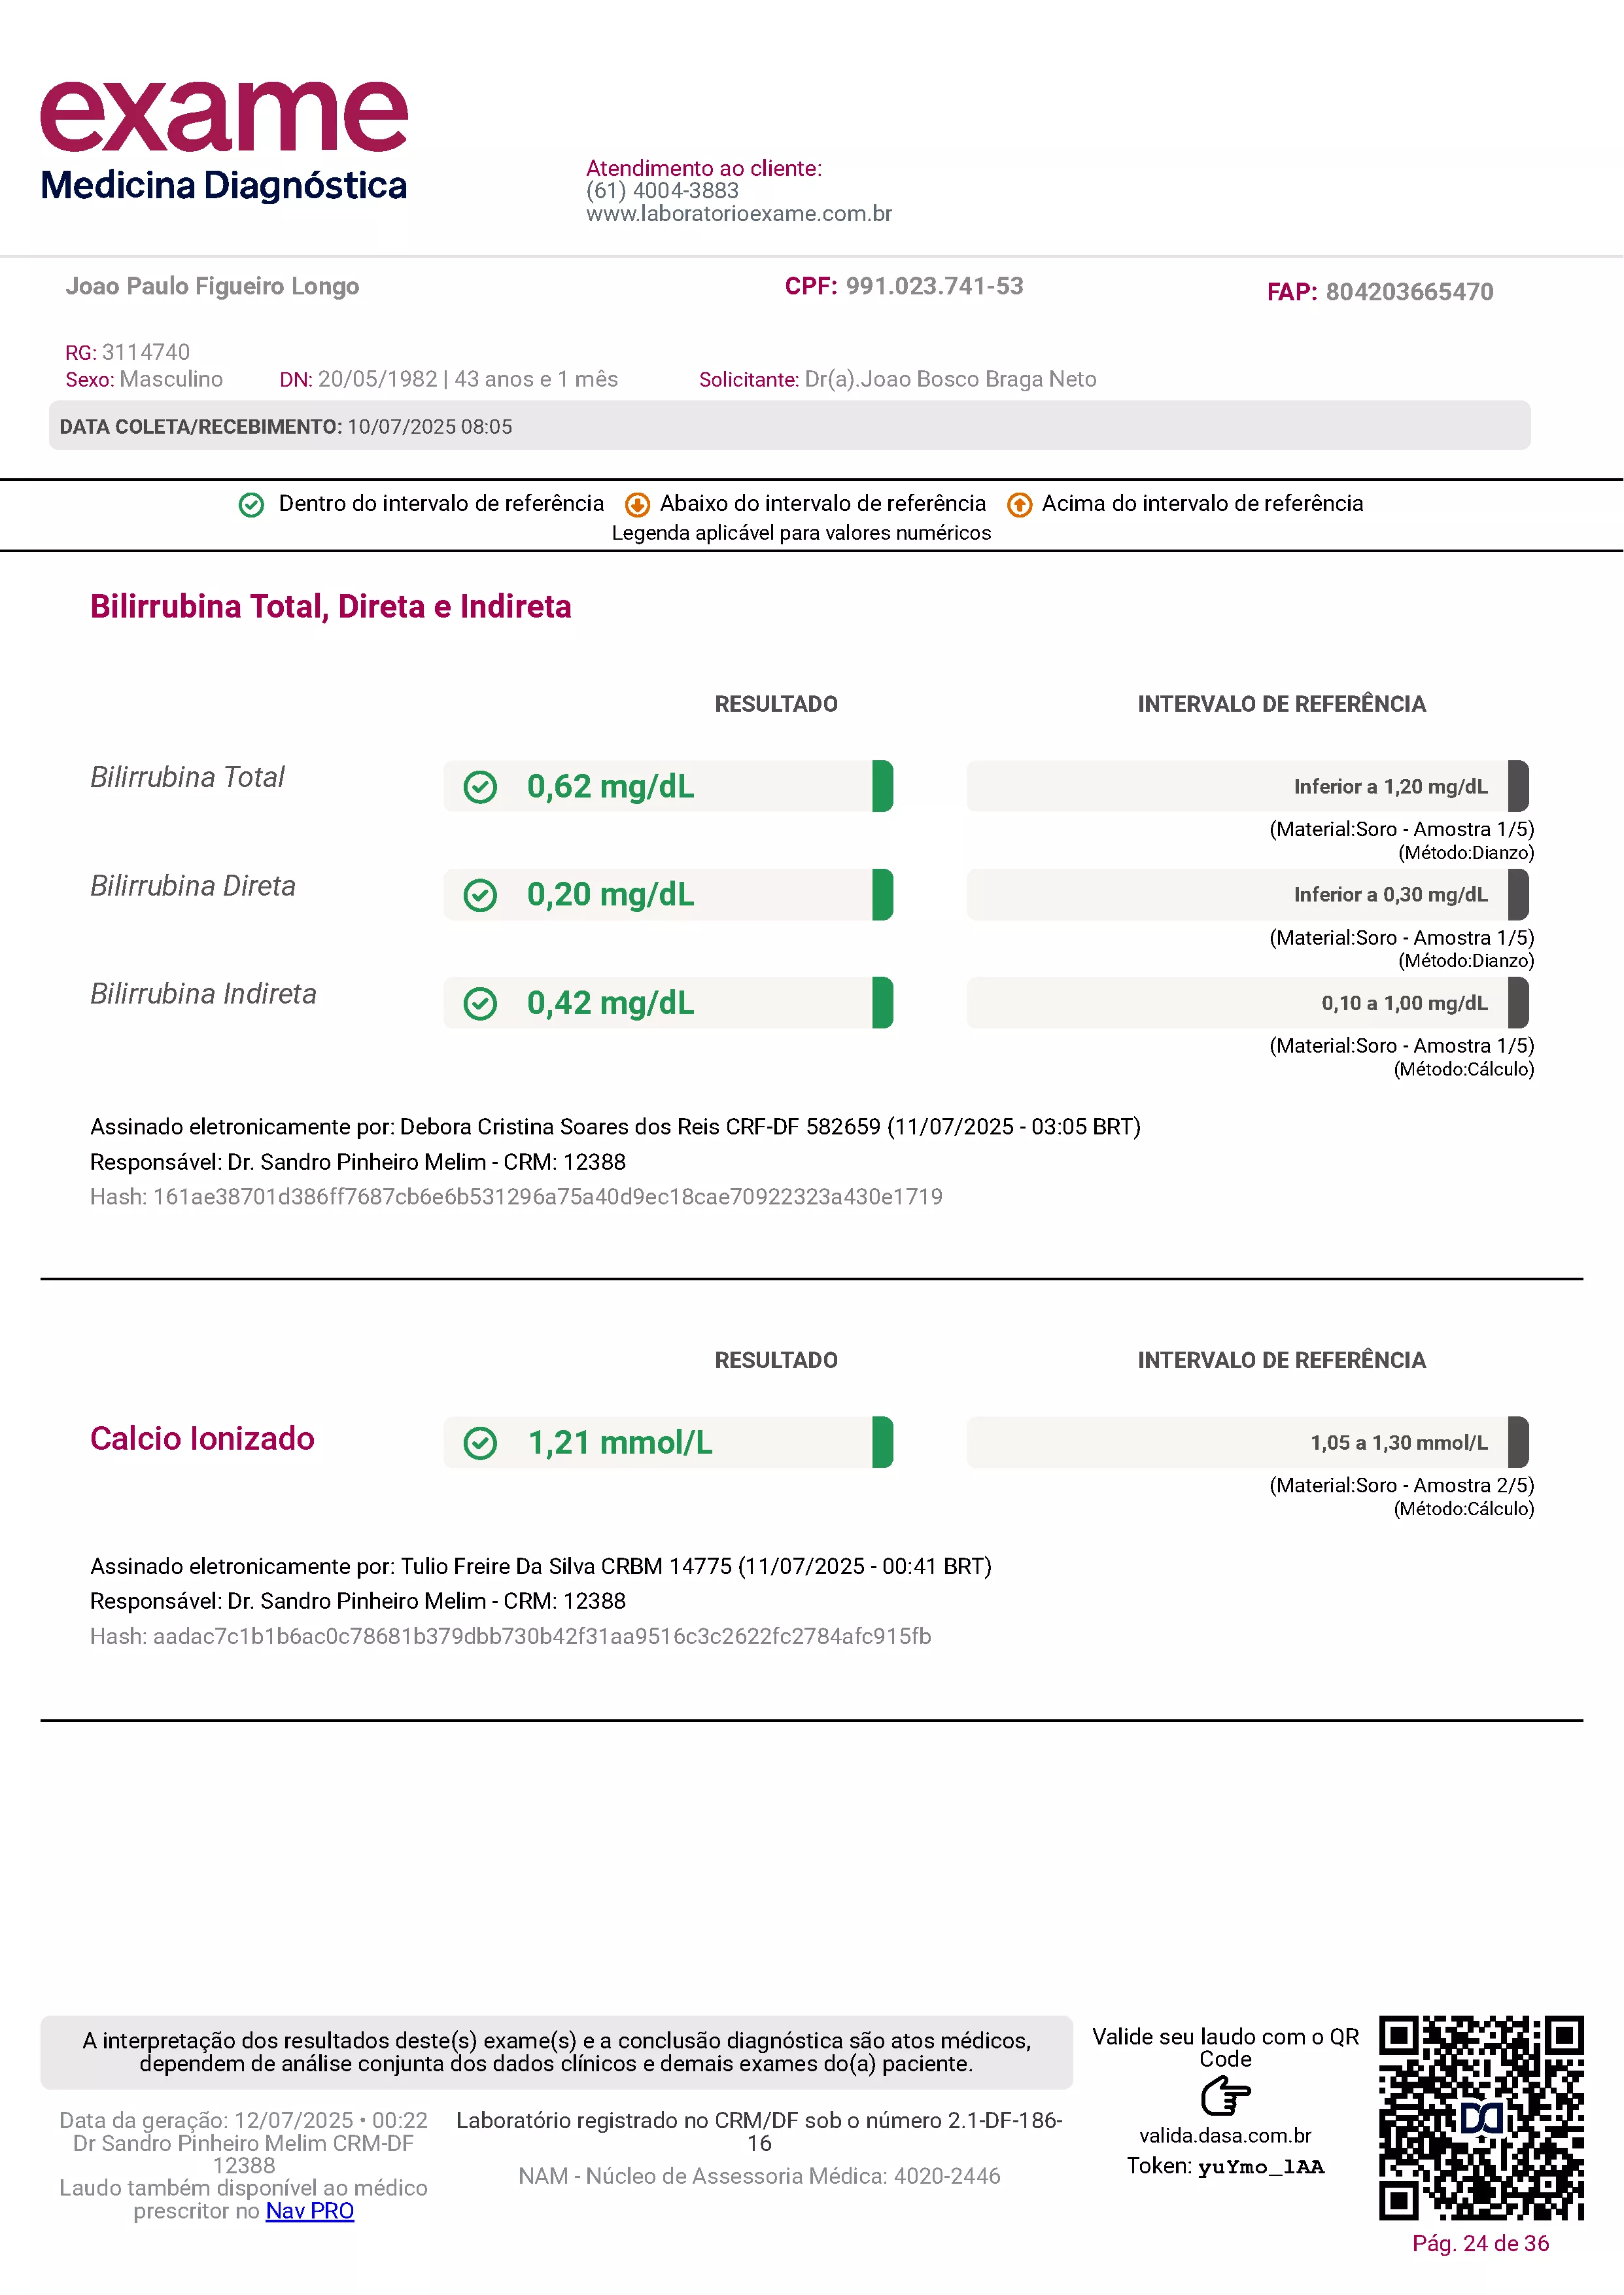 exame
Medicina Diagnóstica
Atendimento ao cliente:
(61) 4004-3883
www.laboratorioexame.com.br
Joao Paulo Figueiro Longo CPF: 991.023.741-53 FAP: 804203665470
RG: 3114740
Sexo: Masculino DN: 20/05/1982 | 43 anos e 1 mês Solicitante: Dr(a).Joao Bosco Braga Neto
DATA COLETA/RECEBIMENTO: 10/07/2025 08:05
Dentro do intervalo de referência Abaixo do intervalo de referência Acima do intervalo de referência
Legenda aplicável para valores numéricos
Bilirrubina Total, Direta e Indireta
RESULTADO INTERVALO DE REFERÊNCIA
Bilirrubina Total 0,62 mg/dL Inferior a 1,20 mg/dL
(Material:Soro - Amostra 1/5)
(Método:Dianzo)
Bilirrubina Direta 0,20 mg/dL Inferior a 0,30 mg/dL
(Material:Soro - Amostra 1/5)
(Método:Dianzo)
Bilirrubina Indireta 0,42 mg/dL 0,10 a 1,00 mg/dL
(Material:Soro - Amostra 1/5)
(Método:Cálculo)
Assinado eletronicamente por: Debora Cristina Soares dos Reis CRF-DF 582659 (11/07/2025 - 03:05 BRT)
Responsável: Dr. Sandro Pinheiro Melim - CRM: 12388
Hash: 161ae38701d386ff7687cb6e6b531296a75a40d9ec18cae70922323a430e1719
RESULTADO INTERVALO DE REFERÊNCIA
Calcio Ionizado 1,21 mmol/L 1,05 a 1,30 mmol/L
(Material:Soro - Amostra 2/5)
(Método:Cálculo)
Assinado eletronicamente por: Tulio Freire Da Silva CRBM 14775 (11/07/2025 - 00:41 BRT)
Responsável: Dr. Sandro Pinheiro Melim - CRM: 12388
Hash: aadac7c1b1b6ac0c78681b379dbb730b42f31aa9516c3c2622fc2784afc915fb
A interpretação dos resultados deste(s) exame(s) e a conclusão diagnóstica são atos médicos,
dependem de análise conjunta dos dados clínicos e demais exames do(a) paciente.
Data da geração: 12/07/2025 • 00:22
Dr Sandro Pinheiro Melim CRM-DF
12388
Laudo também disponível ao médico
prescritor no Nav PRO
Laboratório registrado no CRM/DF sob o número 2.1-DF-186-
16
NAM - Núcleo de Assessoria Médica: 4020-2446
Valide seu laudo com o QR
Code
valida.dasa.com.br
Token: yuYmo_lAA
Pág. 24 de 36